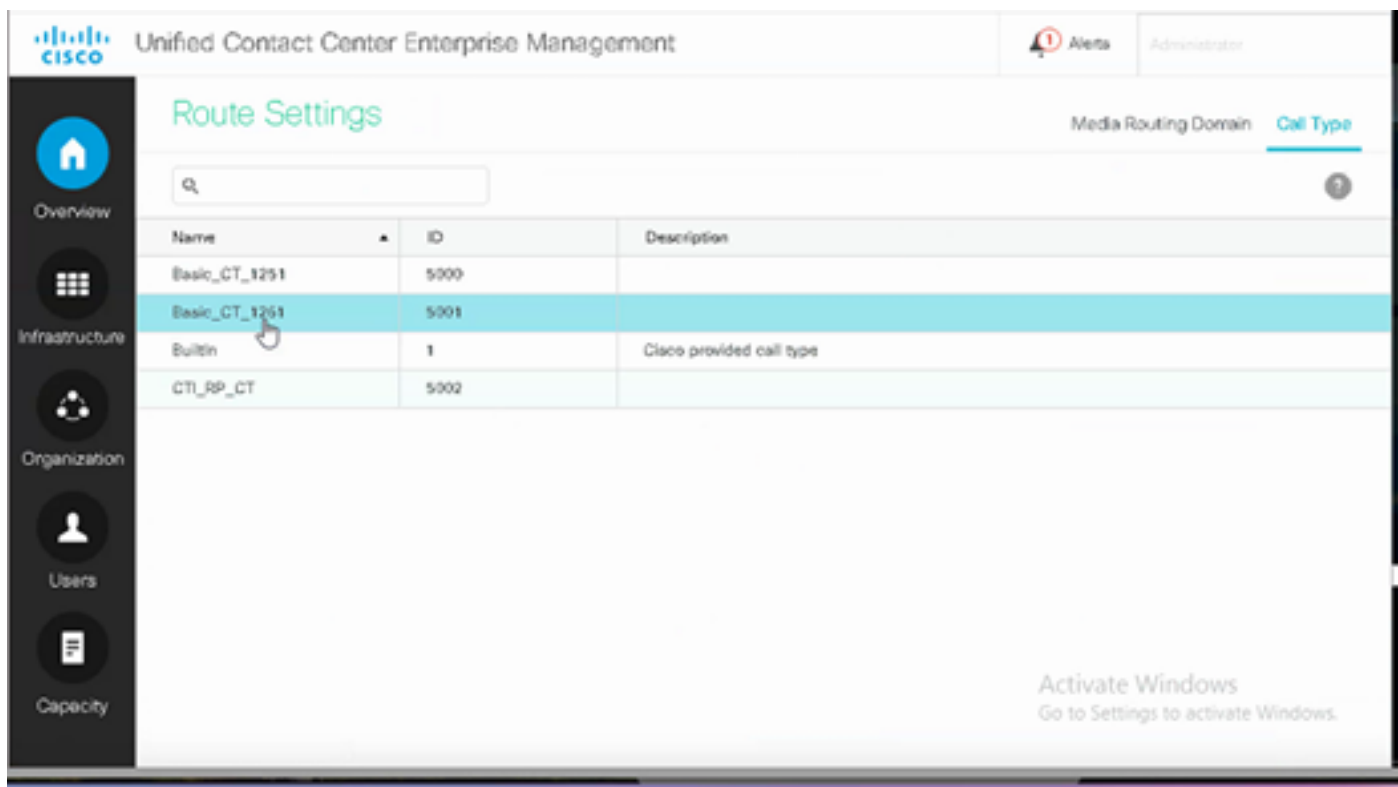 CISCO
Unified Contact Center Enterprise Management
1
Alerts
Administrator
Route Settings
Media Routing Domain
Call Type
?
Overview
Name
ID
Description
Basic_CT_1251
5000
Basic_CT_1261
5001
Infrastructure
BuiltIn
1
Cisco provided call type
CTI_RP_CT
5002
Organization
Users
Capacity
Activate Windows
Go to Settings to activate Windows.